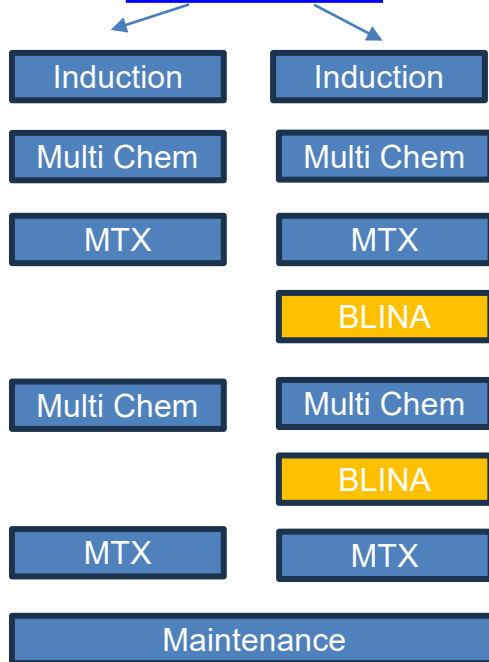 Induction Induction
Multi Chem Multi Chem
MTX MTX
BLINA
Multi Chem Multi Chem
BLINA
MTX MTX
Maintenance